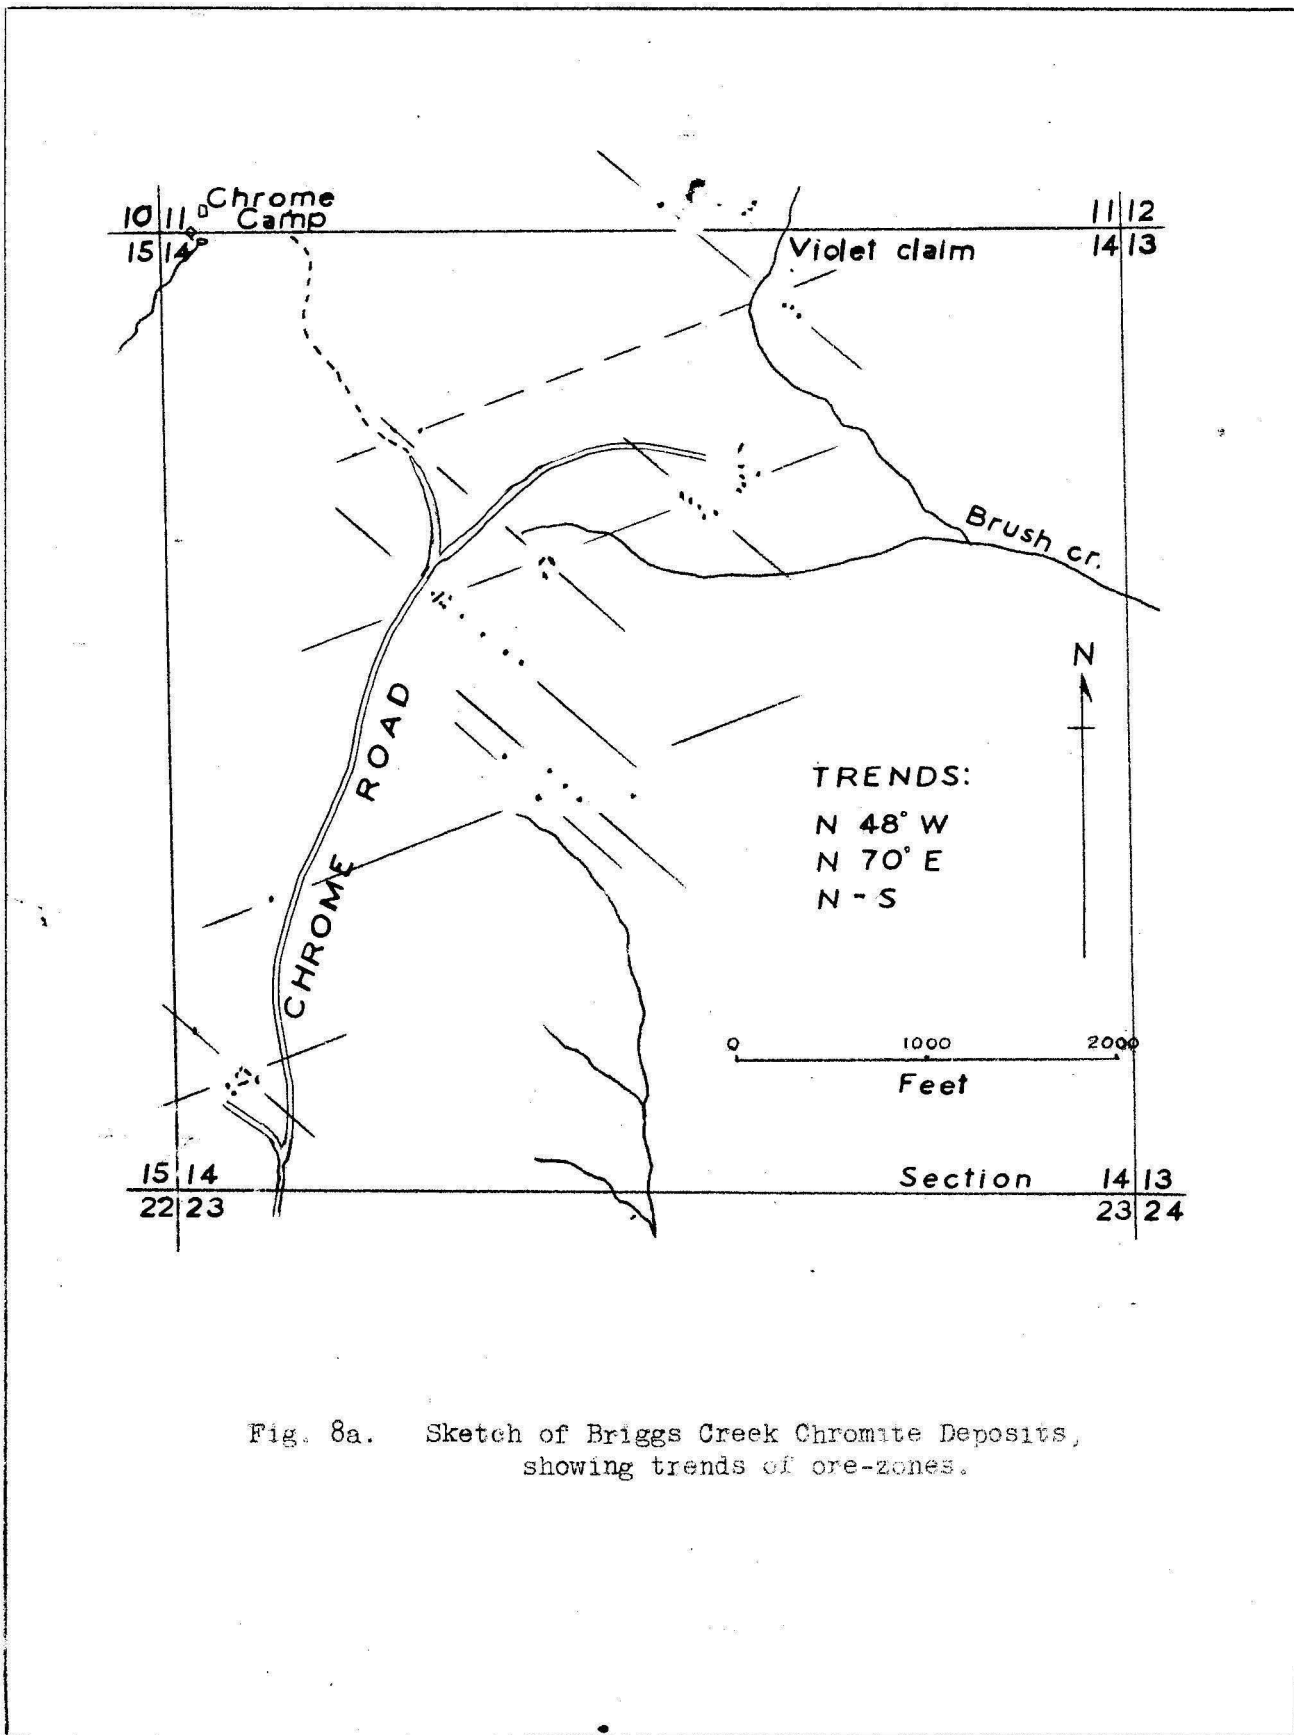 Chrome
Camp
10 11
15 14
11 12
14 13
Violet claim
Brush cr.
N
CHROME ROAD
TRENDS:
N 48° W
N 70° E
N - S
0 1000 2000
Feet
15 14
22 23
Section
14 13
23 24
Fig. 8a. Sketch of Briggs Creek Chromite Deposits,
showing trends of ore-zones.